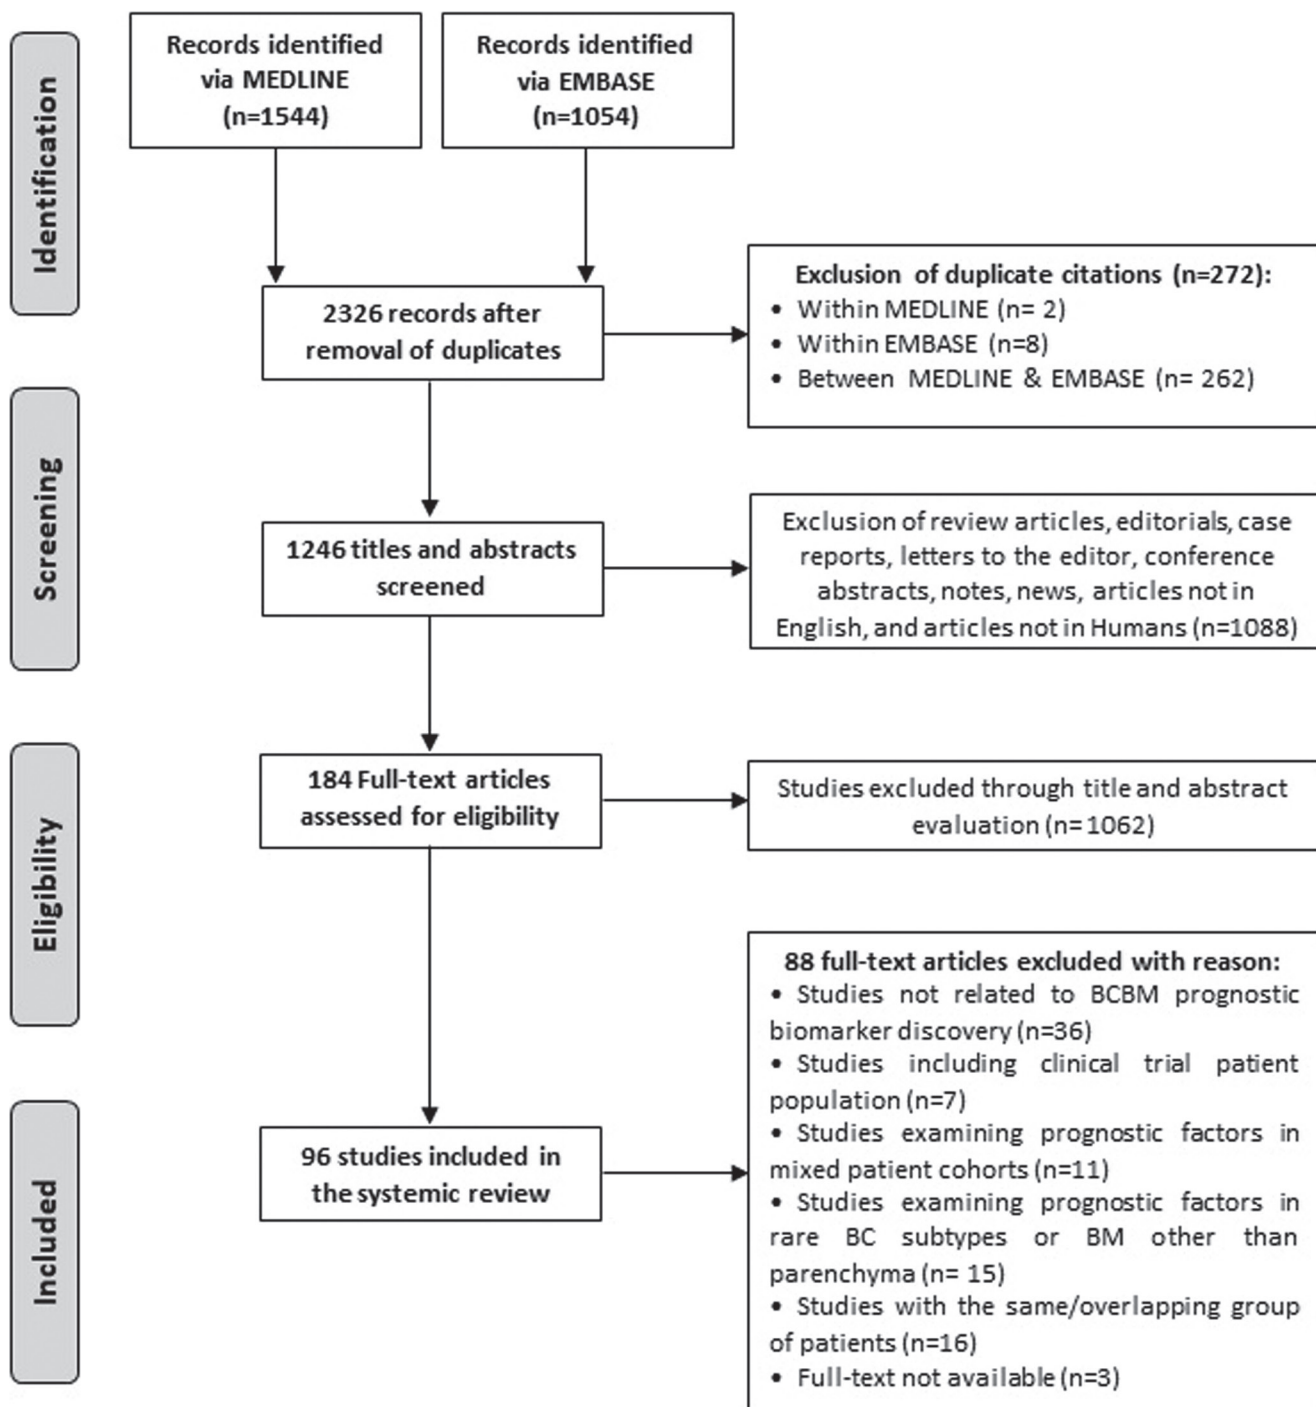 Identification
Records identified
via MEDLINE
(n=1544)
Records identified
via EMBASE
(n=1054)
2326 records after
removal of duplicates
Exclusion of duplicate citations (n=272):
• Within MEDLINE (n= 2)
• Within EMBASE (n=8)
• Between MEDLINE & EMBASE (n= 262)
Screening
1246 titles and abstracts
screened
Exclusion of review articles, editorials, case
reports, letters to the editor, conference
abstracts, notes, news, articles not in
English, and articles not in Humans (n=1088)
Eligibility
184 Full-text articles
assessed for eligibility
Studies excluded through title and abstract
evaluation (n= 1062)
Included
96 studies included in
the systemic review
88 full-text articles excluded with reason:
• Studies not related to BCBM prognostic
biomarker discovery (n=36)
• Studies including clinical trial patient
population (n=7)
• Studies examining prognostic factors in
mixed patient cohorts (n=11)
• Studies examining prognostic factors in
rare BC subtypes or BM other than
parenchyma (n= 15)
• Studies with the same/overlapping group
of patients (n=16)
• Full-text not available (n=3)